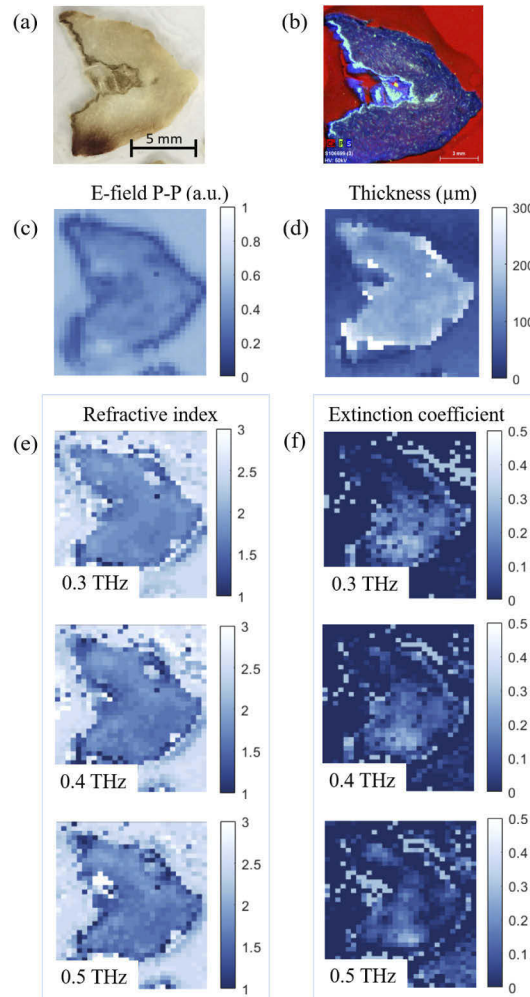 (a)
5 mm
(b)
P S
HV: 50kV
E-field P-P (a.u.)
(c)
1
0.8
0.6
0.4
0.2
0
Thickness (µm)
(d)
300
200
100
0
Refractive index
(e)
3
2.5
2
1.5
1
0.3 THz
3
2.5
2
1.5
1
0.4 THz
3
2.5
2
1.5
1
0.5 THz
Extinction coefficient
(f)
0.5
0.4
0.3
0.2
0.1
0
0.3 THz
0.5
0.4
0.3
0.2
0.1
0
0.4 THz
0.5
0.4
0.3
0.2
0.1
0
0.5 THz